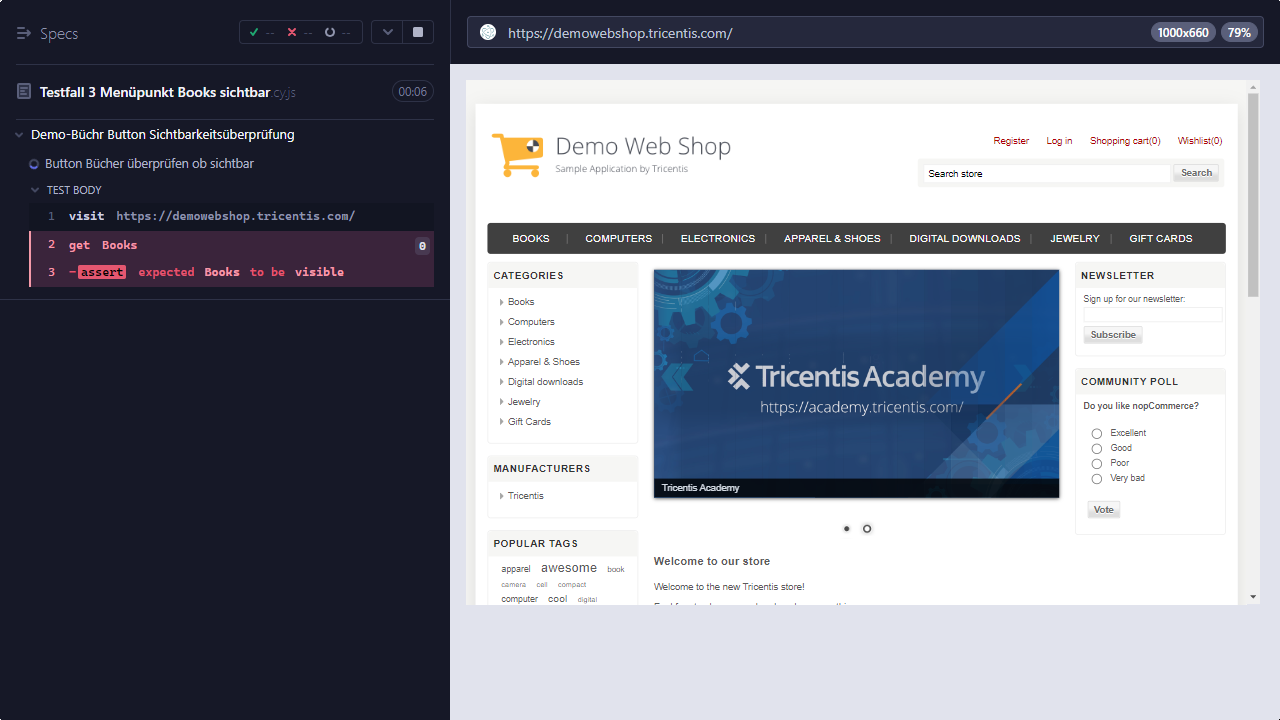 Specs
-- -- --
https://demowebshop.tricentis.com/
1000x660
79%
Testfall 3 Menüpunkt Books sichtbar.cy.js
00:06
Demo-Büchr Button Sichtbarkeitsüberprüfung
Button Bücher überprüfen ob sichtbar
TEST BODY
1 visit https://demowebshop.tricentis.com/
2 get Books 0
3 -assert expected Books to be visible
Demo Web Shop
Sample Application by Tricentis
Register Log in Shopping cart(0) Wishlist(0)
Search store Search
BOOKS | COMPUTERS | ELECTRONICS | APPAREL & SHOES | DIGITAL DOWNLOADS | JEWELRY | GIFT CARDS
CATEGORIES
Books
Computers
Electronics
Apparel & Shoes
Digital downloads
Jewelry
Gift Cards
MANUFACTURERS
Tricentis
POPULAR TAGS
apparel awesome book
camera cell compact
computer cool digital
Tricentis Academy
https://academy.tricentis.com/
Tricentis Academy
Welcome to our store
Welcome to the new Tricentis store!
NEWSLETTER
Sign up for our newsletter:
Subscribe
COMMUNITY POLL
Do you like nopCommerce?
Excellent
Good
Poor
Very bad
Vote